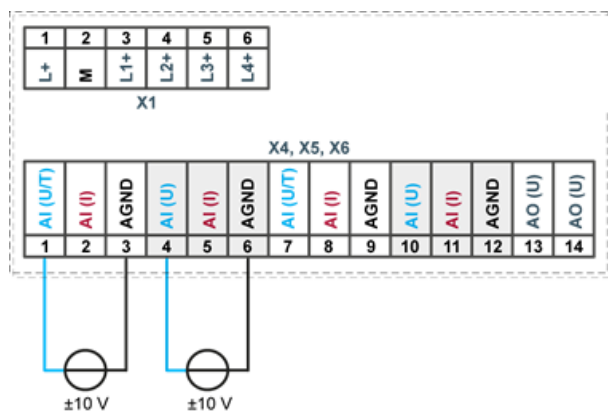 1 2 3 4 5 6
L+ M L1+ L2+ L3+ L4+
X1
X4, X5, X6
AI (U/T) AI (I) AGND AI (U) AI (I) AGND AI (U/T) AI (I) AGND AI (U) AI (I) AGND AO (U) AO (U)
1 2 3 4 5 6 7 8 9 10 11 12 13 14
±10 V ±10 V